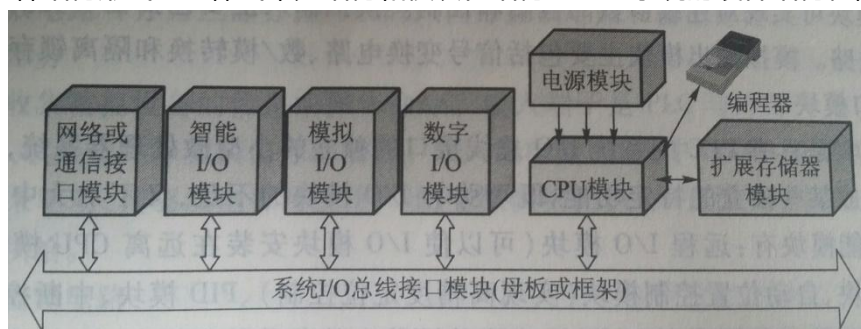 网络或
通信接
口模块
智能
I/O
模块
模拟
I/O
模块
数字
I/O
模块
电源模块
CPU模块
编程器
扩展存储器
模块
系统I/O总线接口模块(母板或框架)